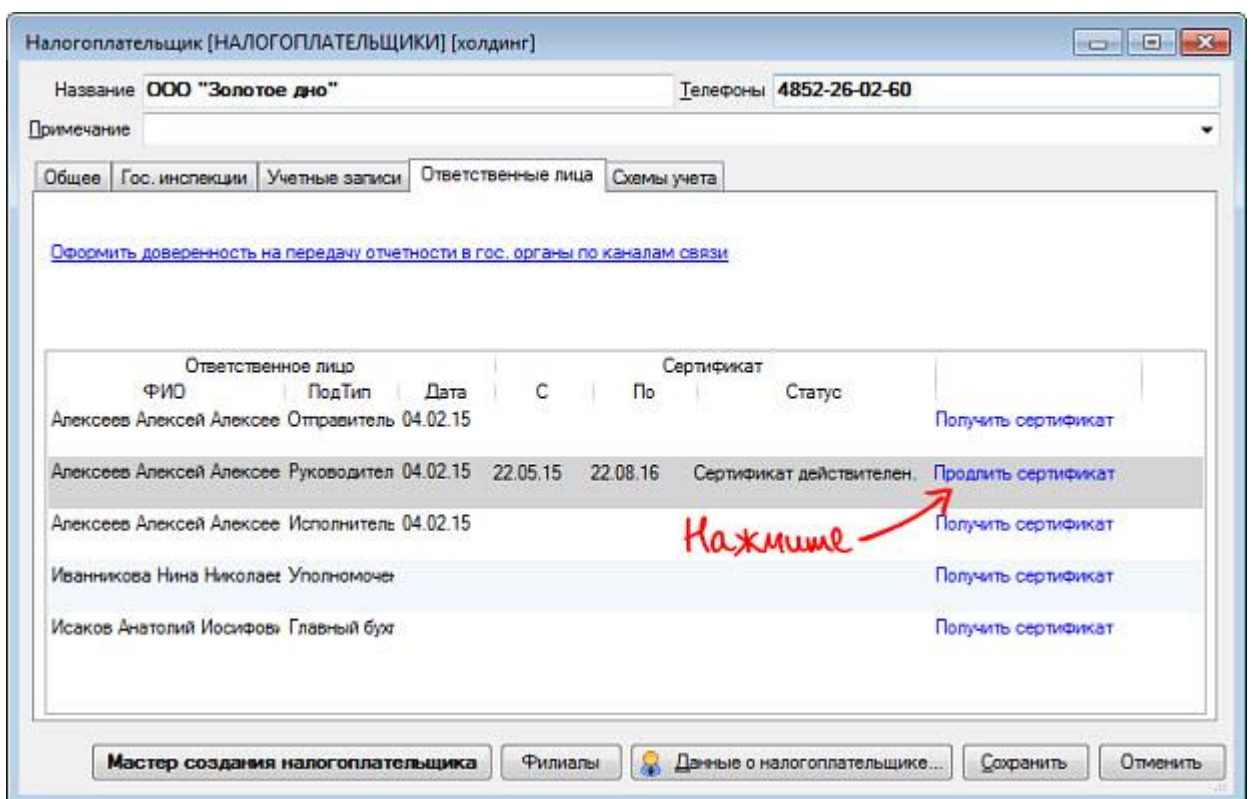 Налогоплательщик [НАЛОГОПЛАТЕЛЬЩИКИ] [холдинг]
Название ООО "Золотое дно" Телефоны 4852-26-02-60
Примечание
Общее Гос. инспекции Учетные записи Ответственные лица Схемы учета
Оформить доверенность на передачу отчетности в гос. органы по каналам связи
Ответственное лицо Сертификат
ФИО ПодТип Дата С По Статус
Алексеев Алексей Алексее Отправитель 04.02.15 Получить сертификат
Алексеев Алексей Алексее Руководител 04.02.15 22.05.15 22.08.16 Сертификат действителен. Продлить сертификат
Алексеев Алексей Алексее Исполнитель 04.02.15 Получить сертификат
Нажмите
Иванникова Нина Николаев Уполномочен Получить сертификат
Исаков Анатолий Иосифови Главный бухг Получить сертификат
Мастер создания налогоплательщика Филиалы Данные о налогоплательщике... Сохранить Отменить